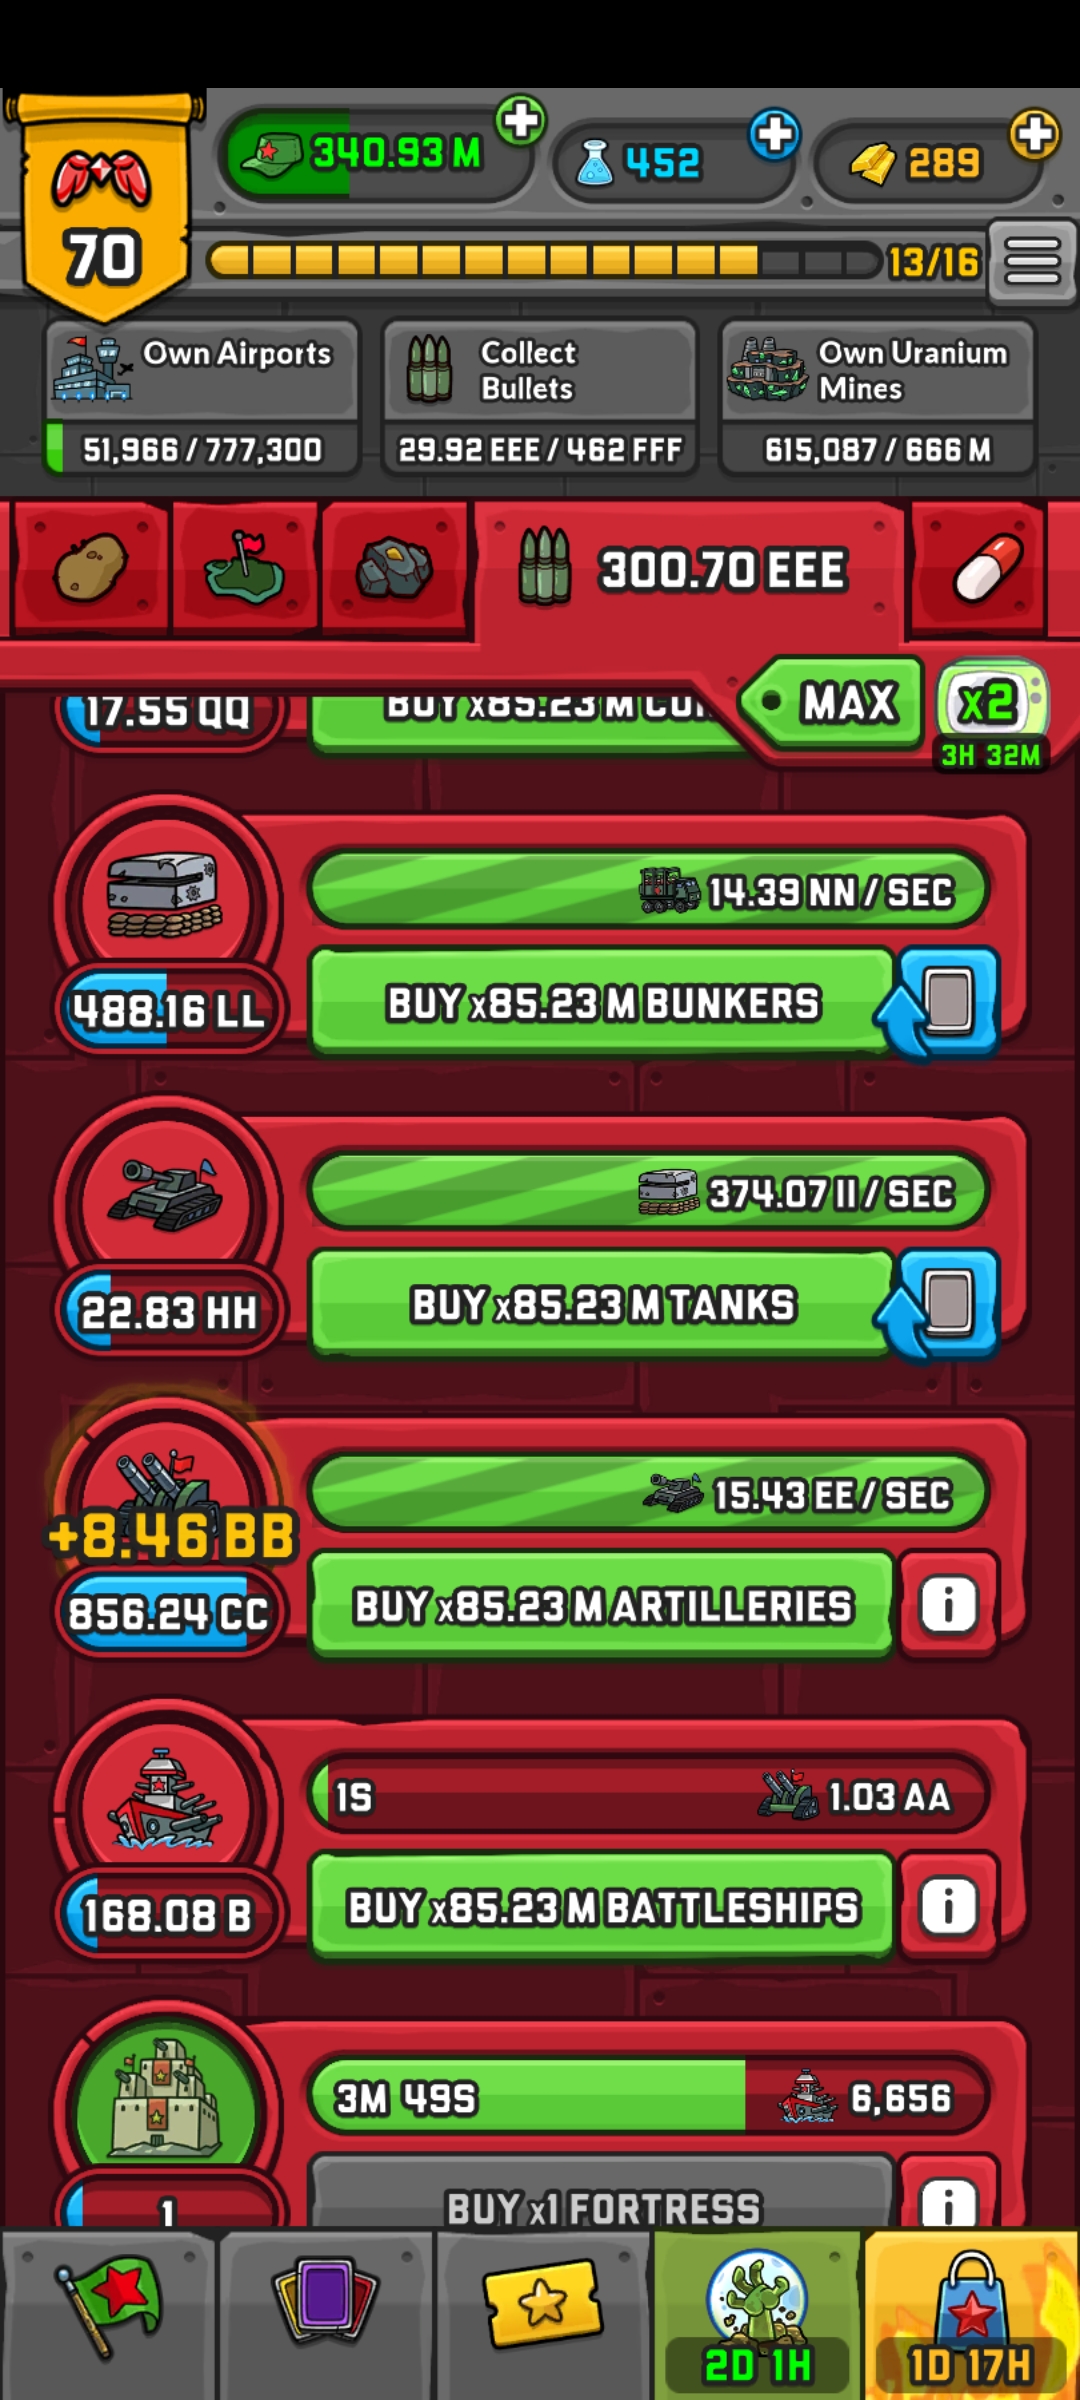 340.93 M
452
289
70
13/16
Own Airports
51,966 / 777,300
Collect
Bullets
29.92 EEE / 462 FFF
Own Uranium
Mines
615,087 / 666 M
300.70 EEE
MAX
x2
3H 32M
17.55 QQ
BUY x85.23 M
14.39 NN / SEC
488.16 LL
BUY x85.23 M BUNKERS
374.07 II / SEC
22.83 HH
BUY x85.23 M TANKS
15.43 EE / SEC
+8.46 BB
856.24 CC
BUY x85.23 M ARTILLERIES
i
1S
1.03 AA
168.08 B
BUY x85.23 M BATTLESHIPS
i
3M 49S
6,656
1
BUY x1 FORTRESS
i
2D 1H
1D 17H